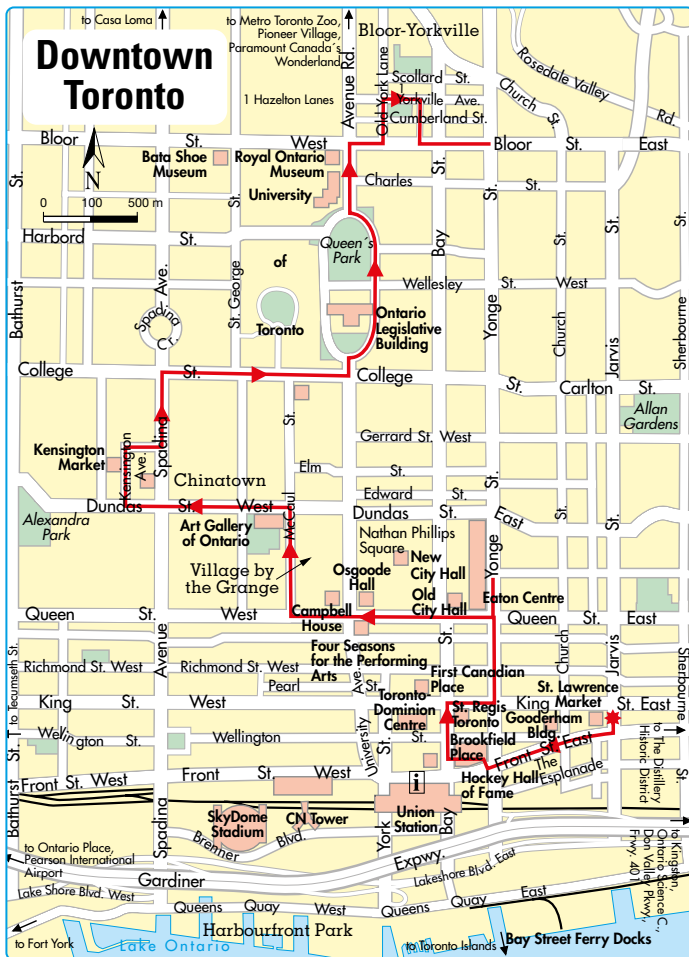 to Casa Loma
to Metro Toronto Zoo,
Pioneer Village,
Paramount Canada´s
Wonderland
Bloor-Yorkville
Downtown
Toronto
Avenue Rd.
Old York Lane
Scollard St.
Yorkville Ave.
Cumberland St.
1 Hazelton Lanes
Church St.
Rosedale Valley Rd.
Bloor St. West
Bloor East
N
0 100 500 m
Bata Shoe
Museum
Royal Ontario
Museum
University
Charles St.
St.
Harbord St.
Queen´s
Park
of
Toronto
Bathurst
Spadina
Cr.
Ave.
St. George
St.
Bay
St.
Yonge
St.
Church
St.
Jarvis
St.
Sherbourne
St.
Wellesley St. West
Ontario
Legislative
Building
College St.
College St.
Carlton St.
Allan
Gardens
Gerrard St. West
Kensington
Market
Kensington
Ave.
Spadina
Chinatown
Elm St.
Edward St.
McCaul
St.
Dundas St. West
Dundas St.
East
Alexandra
Park
Art Gallery
of Ontario
Nathan Phillips
Square
New
City Hall
Village by
the Grange
Osgoode
Hall
Old
City Hall
Yonge
Eaton Centre
Campbell
House
Queen St. West
Queen St. East
Four Seasons
for the Performing
Arts
Richmond St. West
Richmond St. West
Pearl St.
Avenue
Ave.
University
St.
Church
Jarvis
Sherbourne
St.
First Canadian
Place
King St. West
King St. East
St. Lawrence
Market
Toronto-
Dominion
Centre
St. Regis
Toronto
Gooderham
Bldg.
Brookfield
Place
to Tecumseth St.
Wellington St.
Wellington
St.
Front St. West
Front St. West
Front St. East
The
Esplanade
Hockey Hall
of Fame
to The Distillery
Historic District
i
Union
Station
SkyDome
Stadium
CN Tower
Bremner Blvd.
Bathurst St.
Spadina
York
Bay
to Ontario Place,
Pearson International
Airport
Gardiner
Expwy.
Lakeshore Blvd. East
Lake Shore Blvd. West
Queens Quay West
Queens Quay East
to Kingston,
Ontario Science C.,
Don Valley Pkwy,
Frwy. 401
Harbourfront Park
to Fort York
Lake Ontario
to Toronto Islands
Bay Street Ferry Docks